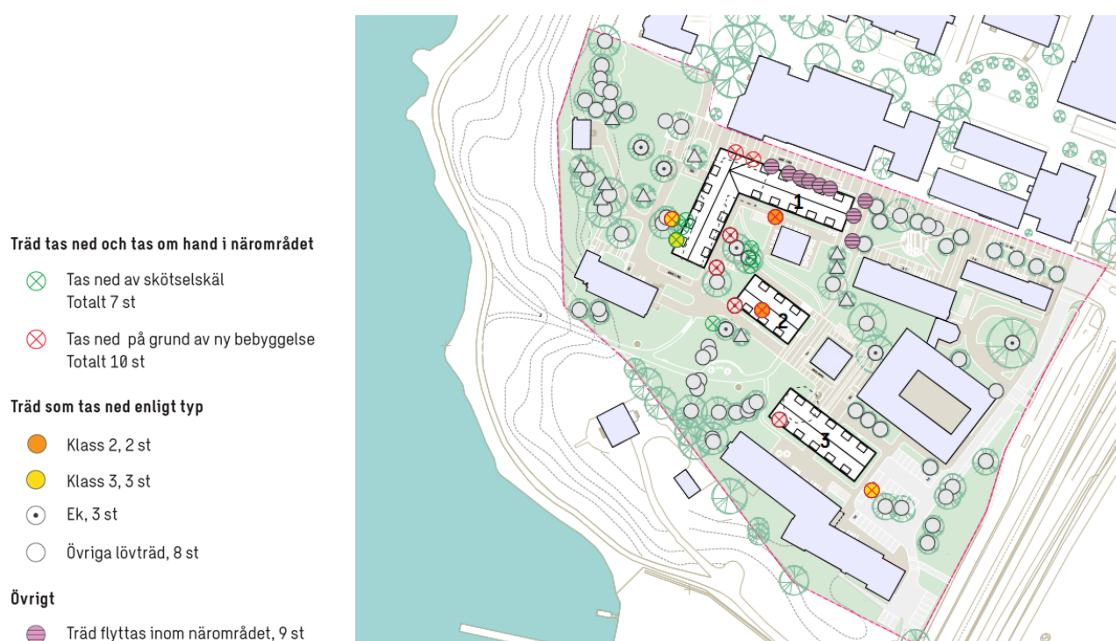 Träd tas ned och tas om hand i närområdet
Tas ned av skötselskäl
Totalt 7 st
Tas ned på grund av ny bebyggelse
Totalt 10 st
Träd som tas ned enligt typ
Klass 2, 2 st
Klass 3, 3 st
Ek, 3 st
Övriga lövträd, 8 st
Övrigt
Träd flyttas inom närområdet, 9 st
1
2
3